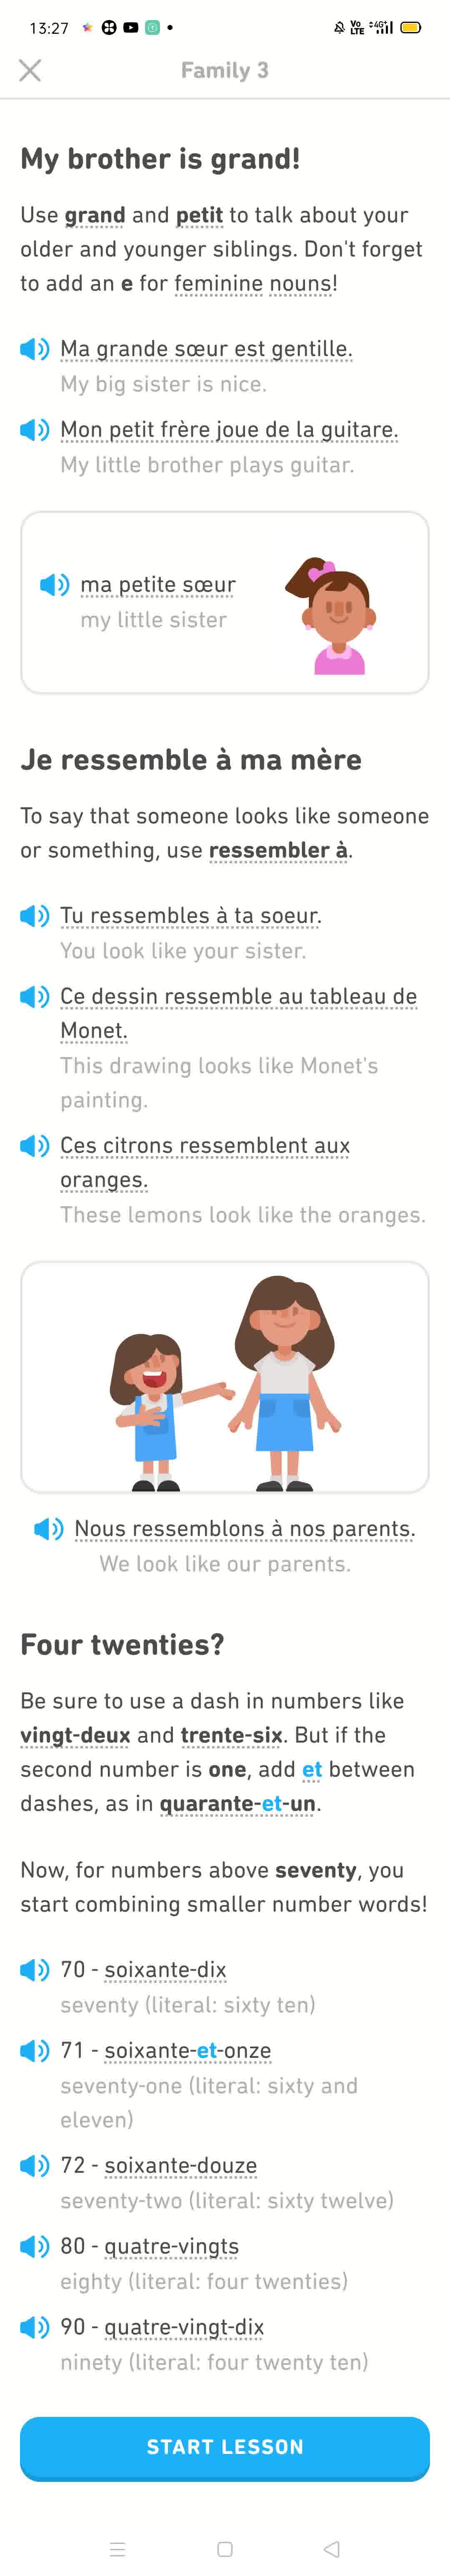 13:27
Vo LTE 4G+
Family 3
My brother is grand!
Use grand and petit to talk about your
older and younger siblings. Don't forget
to add an e for feminine nouns!
Ma grande sœur est gentille.
My big sister is nice.
Mon petit frère joue de la guitare.
My little brother plays guitar.
ma petite sœur
my little sister
Je ressemble à ma mère
To say that someone looks like someone
or something, use ressembler à.
Tu ressembles à ta soeur.
You look like your sister.
Ce dessin ressemble au tableau de
Monet.
This drawing looks like Monet's
painting.
Ces citrons ressemblent aux
oranges.
These lemons look like the oranges.
Nous ressemblons à nos parents.
We look like our parents.
Four twenties?
Be sure to use a dash in numbers like
vingt-deux and trente-six. But if the
second number is one, add et between
dashes, as in quarante-et-un.
Now, for numbers above seventy, you
start combining smaller number words!
70 - soixante-dix
seventy (literal: sixty ten)
71 - soixante-et-onze
seventy-one (literal: sixty and
eleven)
72 - soixante-douze
seventy-two (literal: sixty twelve)
80 - quatre-vingts
eighty (literal: four twenties)
90 - quatre-vingt-dix
ninety (literal: four twenty ten)
START LESSON